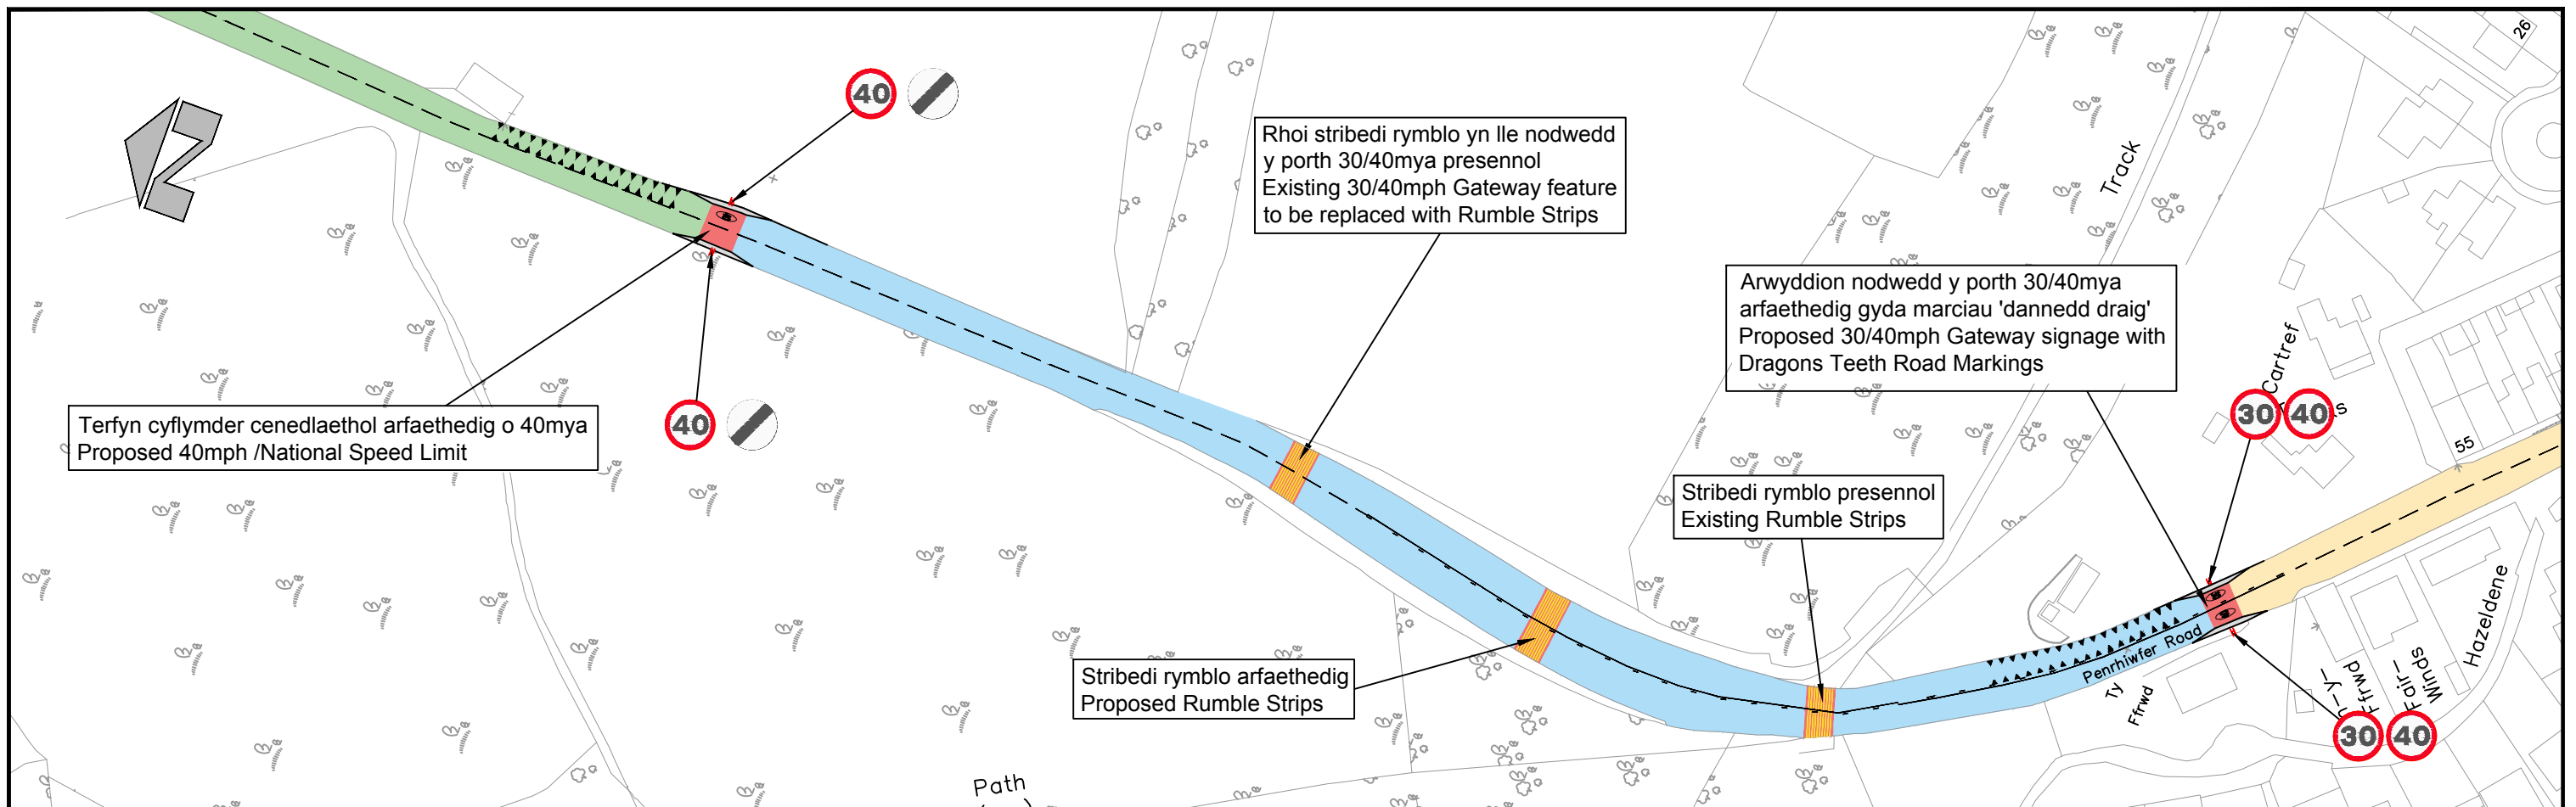 26
40
Rhoi stribedi rymblo yn lle nodwedd
y porth 30/40mya presennol
Existing 30/40mph Gateway feature
to be replaced with Rumble Strips
Track
Arwyddion nodwedd y porth 30/40mya
arfaethedig gyda marciau 'dannedd draig'
Proposed 30/40mph Gateway signage with
Dragons Teeth Road Markings
Cartref
30 40
55
Terfyn cyflymder cenedlaethol arfaethedig o 40mya
Proposed 40mph /National Speed Limit
40
Stribedi rymblo presennol
Existing Rumble Strips
Stribedi rymblo arfaethedig
Proposed Rumble Strips
Penrhiwfer Road
Ty
Ffrwd
-y-
Ffrwd
Fair-
Winds
Hazeldene
30 40
Path